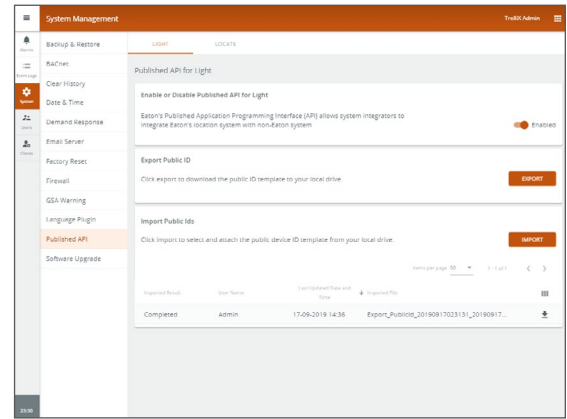 System Management
Trellix Admin
Alarms
Event Logs
System
Users
Clients
23:50
Backup & Restore
BACnet
Clear History
Date & Time
Demand Response
Email Server
Factory Reset
Firewall
GSA Warning
Language Plugin
Published API
Software Upgrade
LIGHT
LOCATE
Published API for Light
Enable or Disable Published API for Light
Eaton's Published Application Programming Interface (API) allows system integrators to
integrate Eaton's location system with non-Eaton system
Enabled
Export Public ID
Click export to download the public ID template to your local drive.
EXPORT
Import Public Ids
Click Import to select and attach the public device ID template from your local drive.
IMPORT
Items per page 50
1 - 1 of 1
Imported Result
User Name
Last Updated Date and
Time
Imported File
Completed
Admin
17-09-2019 14:36
Export_PublicId_20190917023131_20190917...